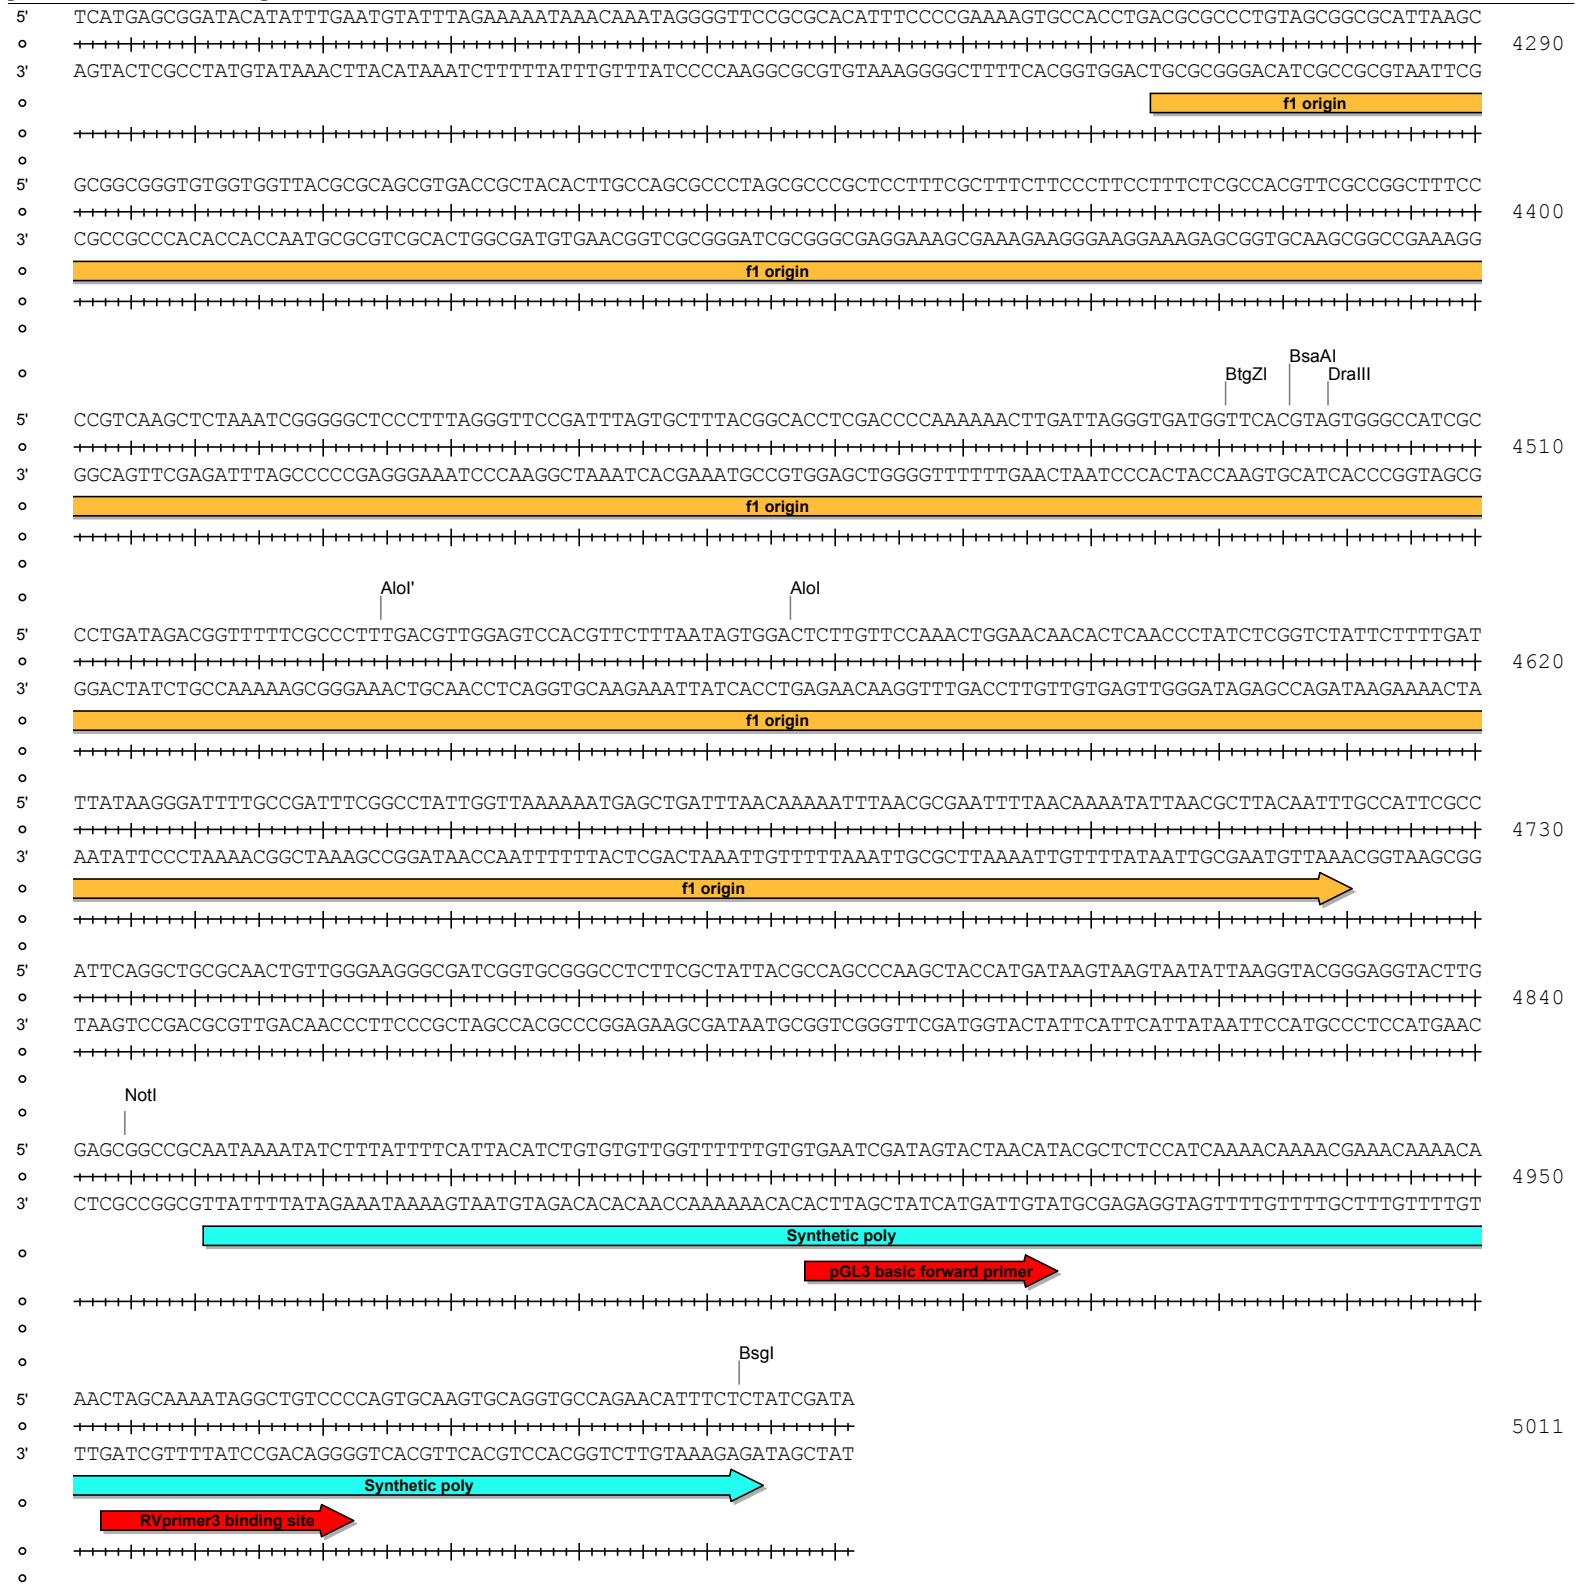 5' TCATGAGCGGATACATATTTGAATGTATTTAGAAAAATAAACAAATAGGGGTTCCGCGCACATTTCCCCGAAAAGTGCCACCTGACGCGCCCTGTAGCGGCGCATTAAGC
4290
3' AGTACTCGCCTATGTATAAACTTACATAAATCTTTTTATTTGTTTATCCCCAAGGCGCGTGTAAAGGGGCTTTTCACGGTGGACTGCGCGGGACATCGCCGCGTAATTCG
f1 origin
5' GCGGCGGGTGTGGTGGTTACGCGCAGCGTGACCGCTACACTTGCCAGCGCCCTAGCGCCCGCTCCTTTCGCTTTCTTCCCTTCCTTTCTCGCCACGTTCGCCGGCTTTCC
4400
3' CGCCGCCCACACCACCAATGCGCGTCGCACTGGCGATGTGAACGGTCGCGGGATCGCGGGCGAGGAAAGCGAAAGAAGGGAAGGAAAGAGCGGTGCAAGCGGCCGAAAGG
f1 origin
BsaAI
BtgZI DraIII
5' CCGTCAAGCTCTAAATCGGGGGCTCCCTTTAGGGTTCCGATTTAGTGCTTTACGGCACCTCGACCCCAAAAAACTTGATTAGGGTGATGGTTCACGTAGTGGGCCATCGC
4510
3' GGCAGTTCGAGATTTAGCCCCCGAGGGAAATCCCAAGGCTAAATCACGAAATGCCGTGGAGCTGGGGTTTTTTGAACTAATCCCACTACCAAGTGCATCACCCGGTAGCG
f1 origin
AloI' AloI
5' CCTGATAGACGGTTTTTCGCCCTTTGACGTTGGAGTCCACGTTCTTTAATAGTGGACTCTTGTTCCAAACTGGAACAACACTCAACCCTATCTCGGTCTATTCTTTTGAT
4620
3' GGACTATCTGCCAAAAAGCGGGAAACTGCAACCTCAGGTGCAAGAAATTATCACCTGAGAACAAGGTTTGACCTTGTTGTGAGTTGGGATAGAGCCAGATAAGAAAACTA
f1 origin
5' TTATAAGGGATTTTGCCGATTTCGGCCTATTGGTTAAAAAATGAGCTGATTTAACAAAAATTTAACGCGAATTTTAACAAAATATTAACGCTTACAATTTGCCATTCGCC
4730
3' AATATTCCCTAAAACGGCTAAAGCCGGATAACCAATTTTTTACTCGACTAAATTGTTTTTAAATTGCGCTTAAAATTGTTTTATAATTGCGAATGTTAAACGGTAAGCGG
f1 origin
5' ATTCAGGCTGCGCAACTGTTGGGAAGGGCGATCGGTGCGGGCCTCTTCGCTATTACGCCAGCCCAAGCTACCATGATAAGTAAGTAATATTAAGGTACGGGAGGTACTTG
4840
3' TAAGTCCGACGCGTTGACAACCCTTCCCGCTAGCCACGCCCGGAGAAGCGATAATGCGGTCGGGTTCGATGGTACTATTCATTCATTATAATTCCATGCCCTCCATGAAC
NotI
5' GAGCGGCCGCAATAAAATATCTTTATTTTCATTACATCTGTGTGTTGGTTTTTTGTGTGAATCGATAGTACTAACATACGCTCTCCATCAAAACAAAACGAAACAAAACA
4950
3' CTCGCCGGCGTTATTTTATAGAAATAAAAGTAATGTAGACACACAACCAAAAAACACACTTAGCTATCATGATTGTATGCGAGAGGTAGTTTTGTTTTGCTTTGTTTTGT
Synthetic poly
pGL3 basic forward primer
BsgI
5' AACTAGCAAAATAGGCTGTCCCCAGTGCAAGTGCAGGTGCCAGAACATTTCTCTATCGATA
5011
3' TTGATCGTTTTATCCGACAGGGGTCACGTTCACGTCCACGGTCTTGTAAAGAGATAGCTAT
Synthetic poly
RVprimer3 binding site